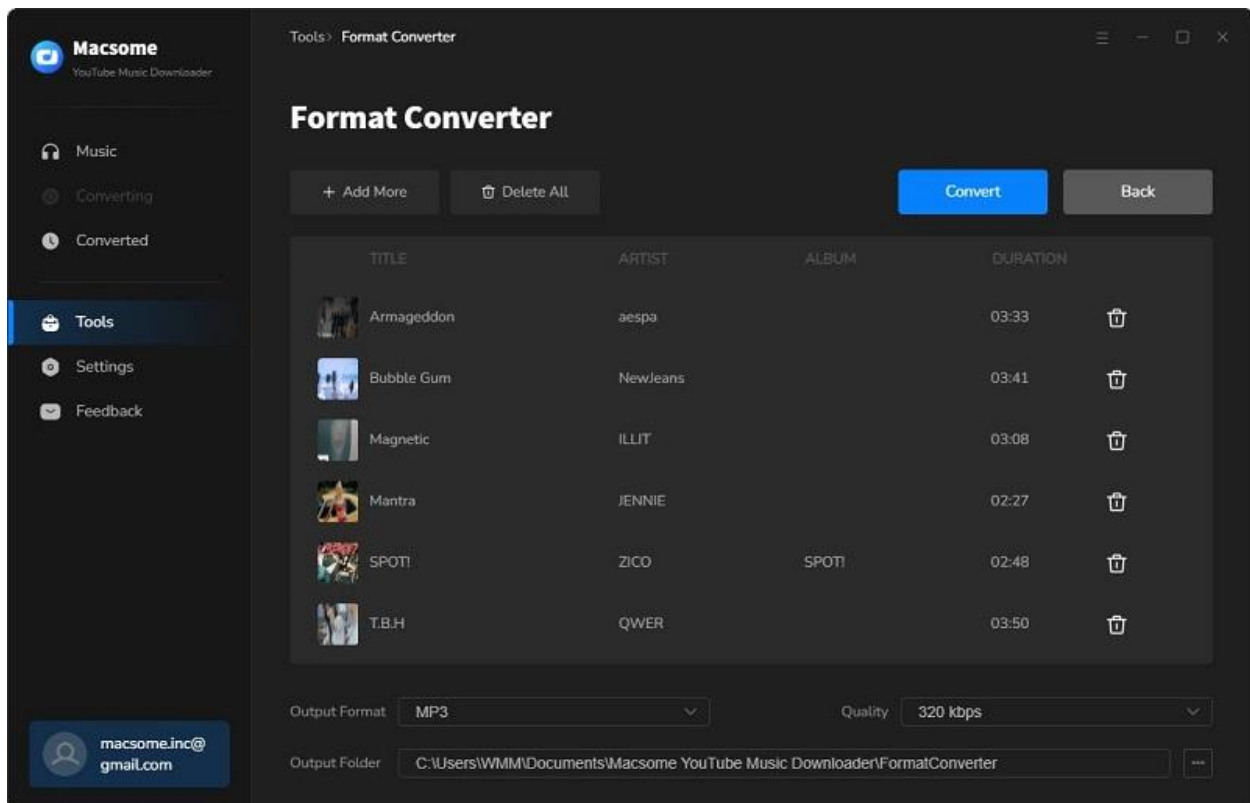 Macsome
YouTube Music Downloader
Music
Converting
Converted
Tools
Settings
Feedback
macsome.inc@
gmail.com
Tools› Format Converter
Format Converter
+ Add More
Delete All
Convert
Back
TITLE ARTIST ALBUM DURATION
Armageddon aespa 03:33
Bubble Gum NewJeans 03:41
Magnetic ILLIT 03:08
Mantra JENNIE 02:27
SPOT! ZICO SPOT! 02:48
T.B.H QWER 03:50
Output Format MP3 Quality 320 kbps
Output Folder C:\Users\WMM\Documents\Macsome YouTube Music Downloader\FormatConverter